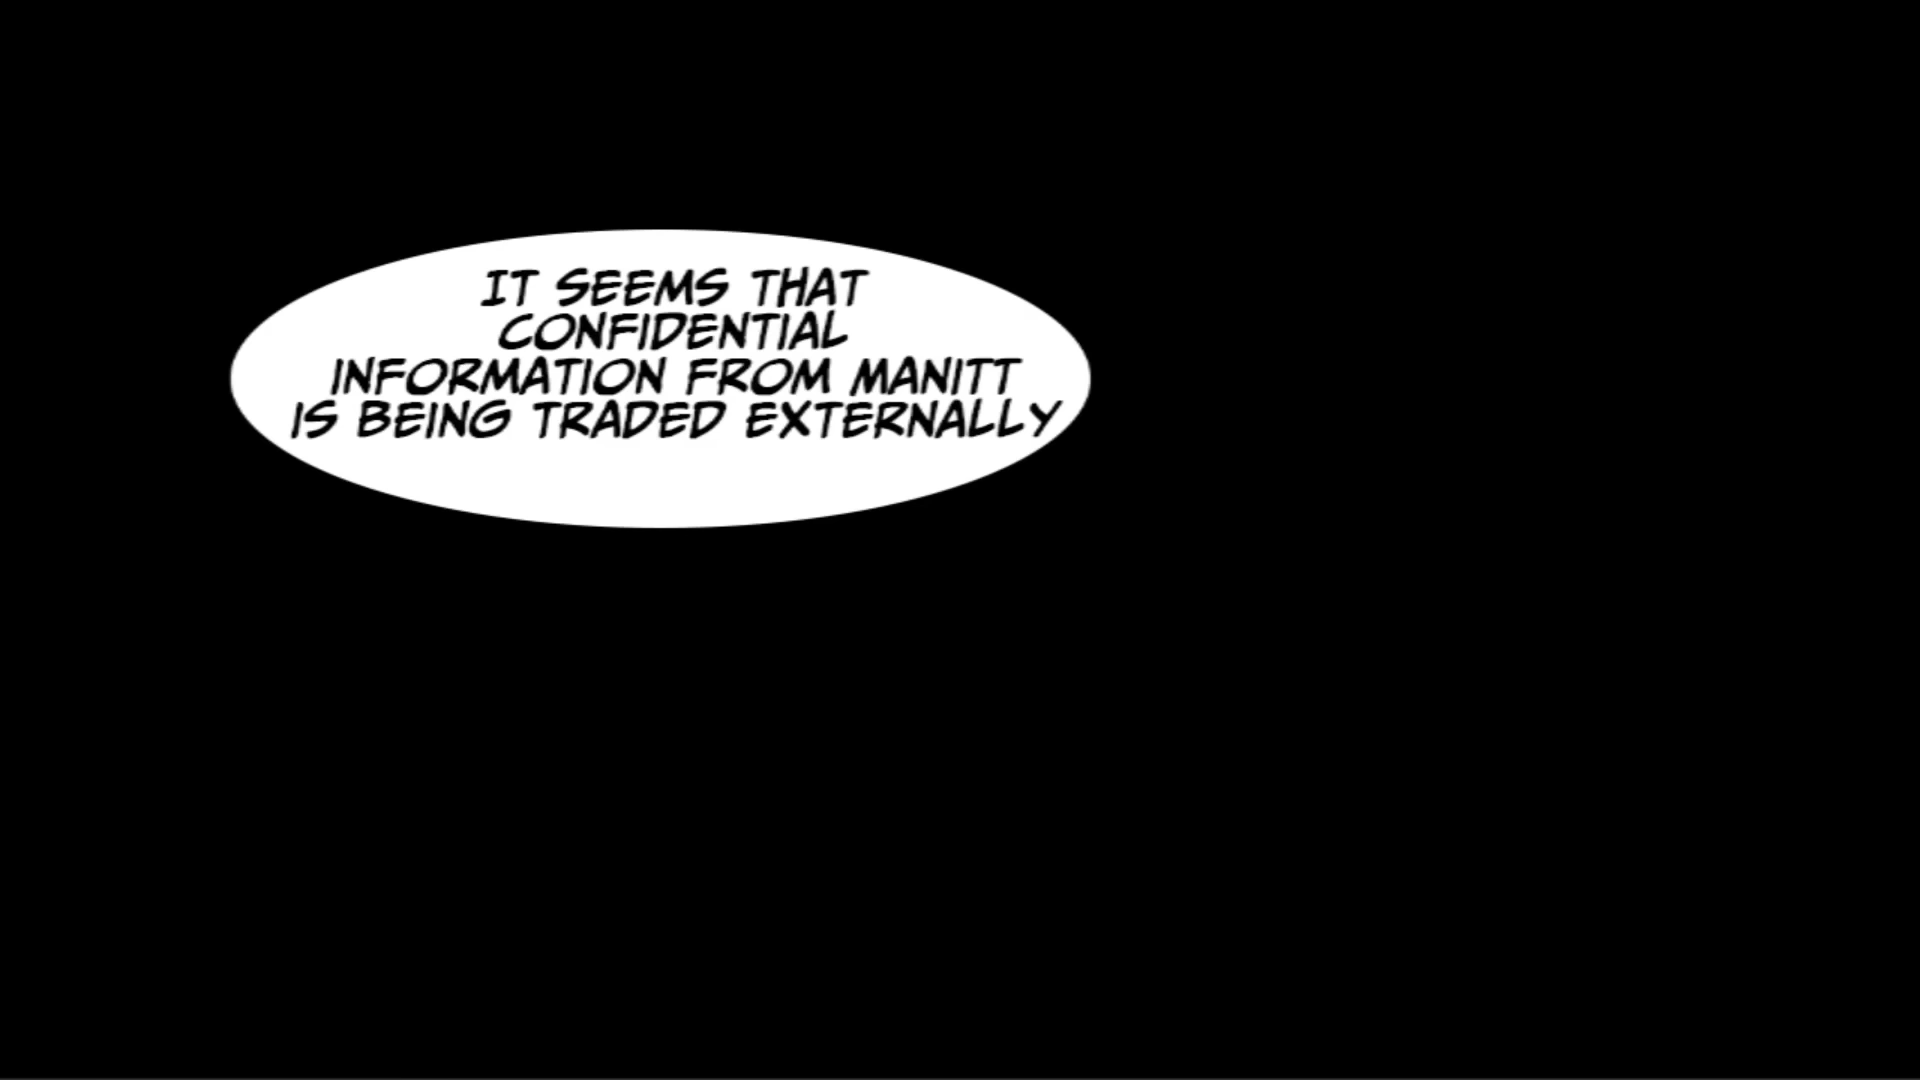 IT SEEMS THAT
CONFIDENTIAL
INFORMATION FROM MANITT
IS BEING TRADED EXTERNALLY